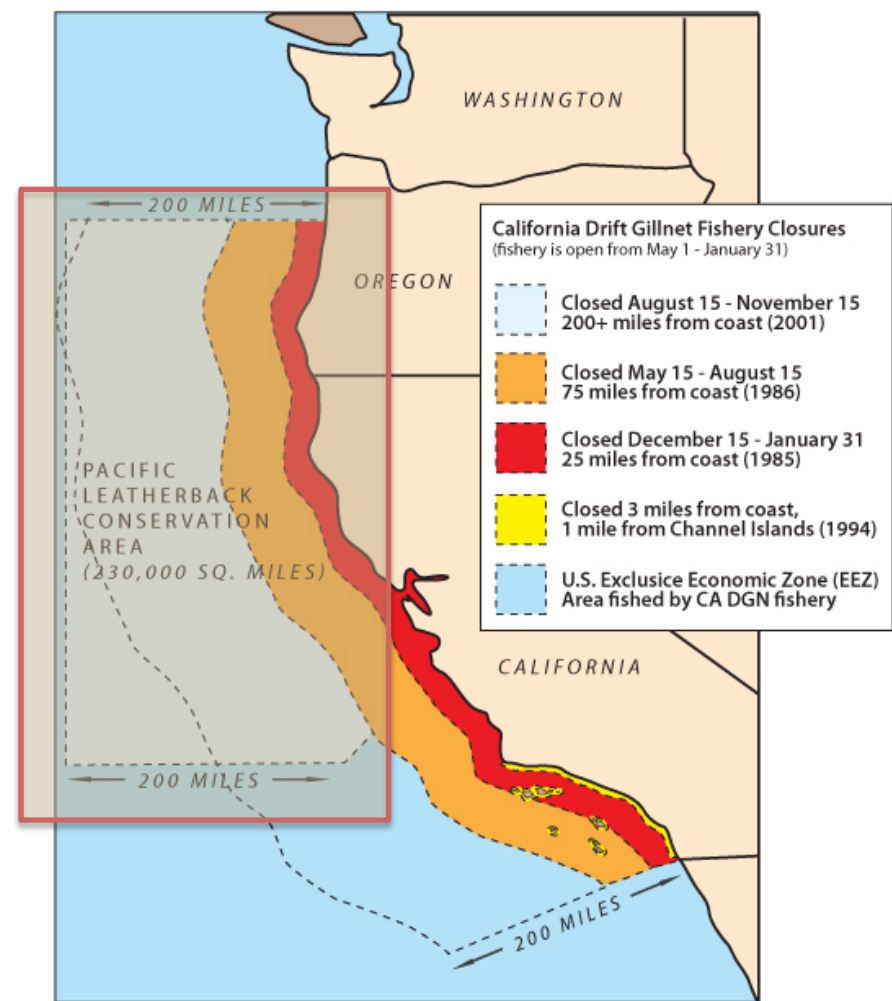 WASHINGTON
200 MILES
OREGON
California Drift Gillnet Fishery Closures
(fishery is open from May 1 - January 31)
Closed August 15 - November 15
200+ miles from coast (2001)
Closed May 15 - August 15
75 miles from coast (1986)
Closed December 15 - January 31
25 miles from coast (1985)
Closed 3 miles from coast,
1 mile from Channel Islands (1994)
U.S. Exclusice Economic Zone (EEZ)
Area fished by CA DGN fishery
PACIFIC
LEATHERBACK
CONSERVATION
AREA
(230,000 SQ. MILES)
CALIFORNIA
200 MILES
200 MILES